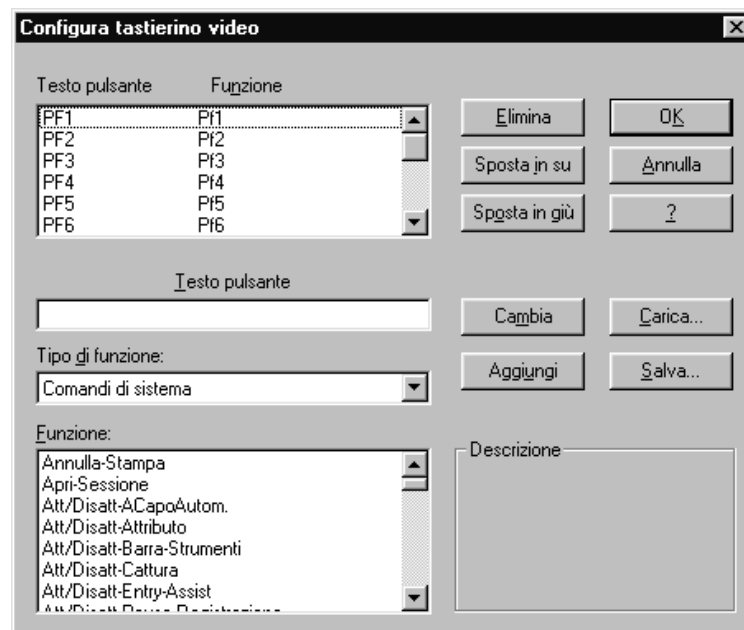 Configura tastierino video
Testo pulsante Funzione
PF1 Pf1
PF2 Pf2
PF3 Pf3
PF4 Pf4
PF5 Pf5
PF6 Pf6
Elimina OK
Sposta in su Annulla
Sposta in giù ?
Testo pulsante
Cambia Carica...
Tipo di funzione:
Aggiungi Salva...
Comandi di sistema
Funzione:
Descrizione
Annulla-Stampa
Apri-Sessione
Att/Disatt-ACapoAutom.
Att/Disatt-Attributo
Att/Disatt-Barra-Strumenti
Att/Disatt-Cattura
Att/Disatt-Entry-Assist